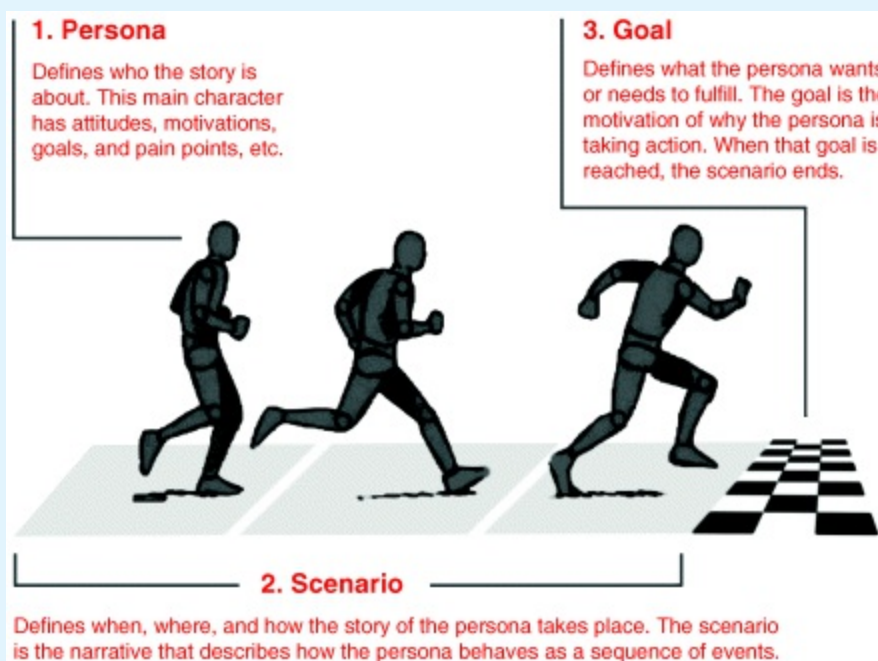 1. Persona
Defines who the story is
about. This main character
has attitudes, motivations,
goals, and pain points, etc.
3. Goal
Defines what the persona wants
or needs to fulfill. The goal is the
motivation of why the persona is
taking action. When that goal is
reached, the scenario ends.
2. Scenario
Defines when, where, and how the story of the persona takes place. The scenario
is the narrative that describes how the persona behaves as a sequence of events.